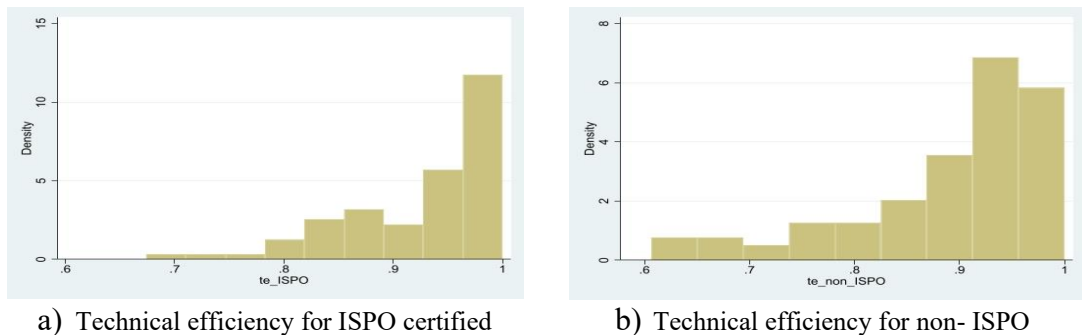 15
10
5
0
Density
.6 .7 .8 .9 1
te_ISPO
8
6
4
2
0
Density
.6 .7 .8 .9 1
te_non_ISPO
a) Technical efficiency for ISPO certified
b) Technical efficiency for non- ISPO